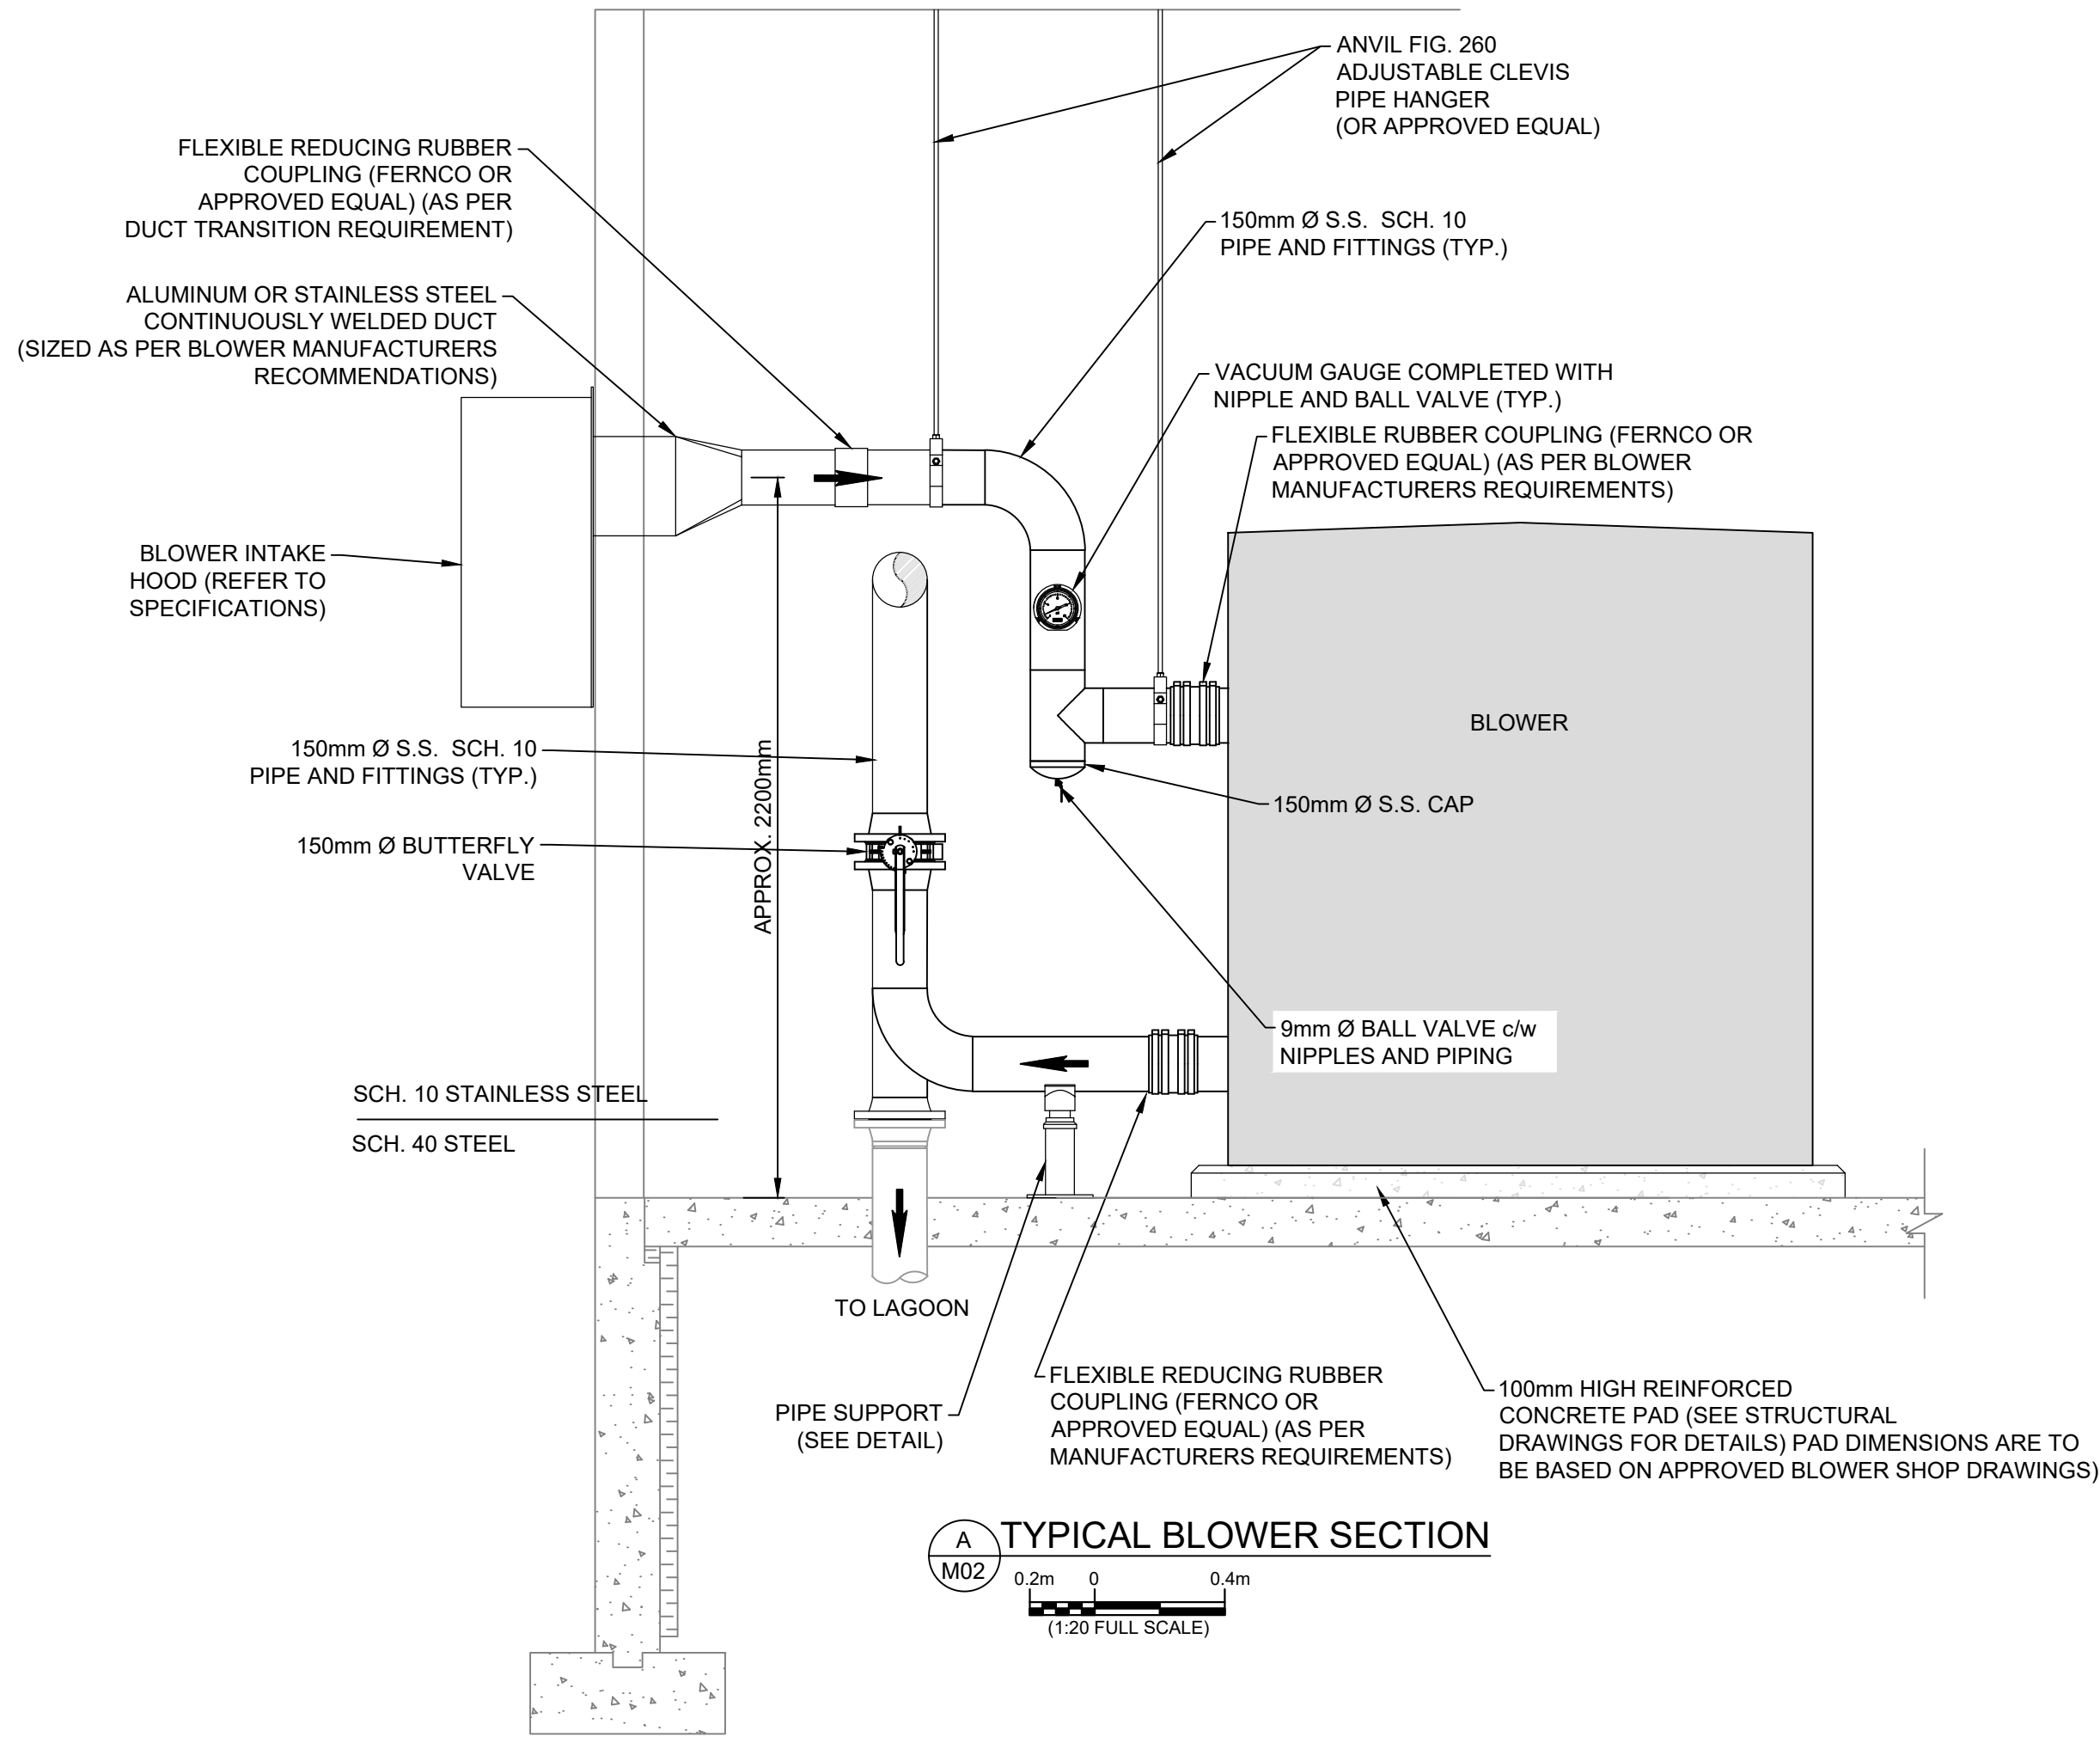 ANVIL FIG. 260
ADJUSTABLE CLEVIS
PIPE HANGER
(OR APPROVED EQUAL)
FLEXIBLE REDUCING RUBBER
COUPLING (FERNCO OR
APPROVED EQUAL) (AS PER
DUCT TRANSITION REQUIREMENT)
150mm Ø S.S. SCH. 10
PIPE AND FITTINGS (TYP.)
ALUMINUM OR STAINLESS STEEL
CONTINUOUSLY WELDED DUCT
(SIZED AS PER BLOWER MANUFACTURERS
RECOMMENDATIONS)
VACUUM GAUGE COMPLETED WITH
NIPPLE AND BALL VALVE (TYP.)
FLEXIBLE RUBBER COUPLING (FERNCO OR
APPROVED EQUAL) (AS PER BLOWER
MANUFACTURERS REQUIREMENTS)
BLOWER INTAKE
HOOD (REFER TO
SPECIFICATIONS)
BLOWER
150mm Ø S.S. SCH. 10
PIPE AND FITTINGS (TYP.)
APPROX. 2200mm
150mm Ø S.S. CAP
150mm Ø BUTTERFLY
VALVE
9mm Ø BALL VALVE c/w
NIPPLES AND PIPING
SCH. 10 STAINLESS STEEL
SCH. 40 STEEL
TO LAGOON
PIPE SUPPORT
(SEE DETAIL)
FLEXIBLE REDUCING RUBBER
COUPLING (FERNCO OR
APPROVED EQUAL) (AS PER
MANUFACTURERS REQUIREMENTS)
100mm HIGH REINFORCED
CONCRETE PAD (SEE STRUCTURAL
DRAWINGS FOR DETAILS) PAD DIMENSIONS ARE TO
BE BASED ON APPROVED BLOWER SHOP DRAWINGS)
A
M02
TYPICAL BLOWER SECTION
0.2m 0 0.4m
(1:20 FULL SCALE)